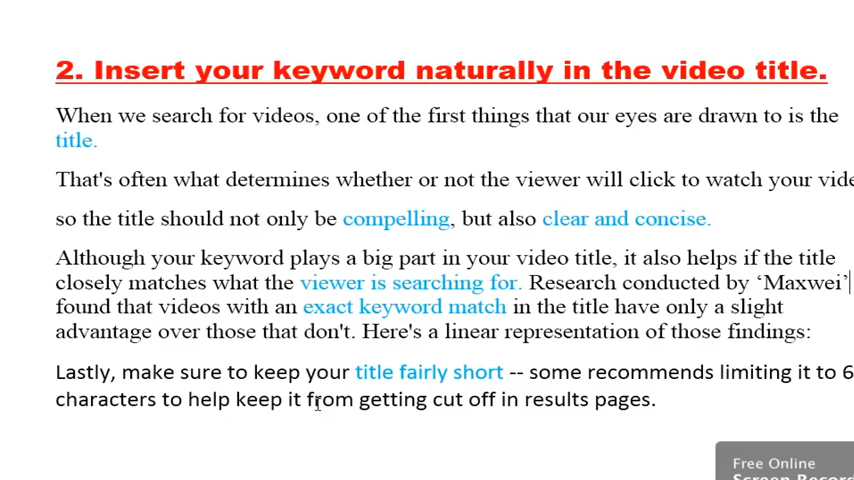 2. Insert your keyword naturally in the video title.
When we search for videos, one of the first things that our eyes are drawn to is the
title.
That's often what determines whether or not the viewer will click to watch your vide
so the title should not only be compelling, but also clear and concise.
Although your keyword plays a big part in your video title, it also helps if the title
closely matches what the viewer is searching for. Research conducted by ‘Maxwei’
found that videos with an exact keyword match in the title have only a slight
advantage over those that don't. Here's a linear representation of those findings:
Lastly, make sure to keep your title fairly short -- some recommends limiting it to 6
characters to help keep it from getting cut off in results pages.
Free Online
Screen Record